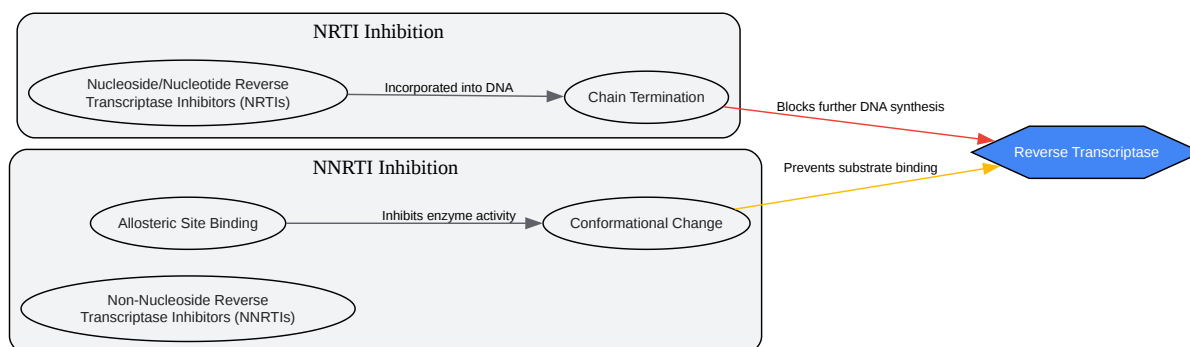 NRTI Inhibition
Nucleoside/Nucleotide Reverse
Transcriptase Inhibitors (NRTIs)
Incorporated into DNA
Chain Termination
Blocks further DNA synthesis
Reverse Transcriptase
NNRTI Inhibition
Prevents substrate binding
Allosteric Site Binding
Inhibits enzyme activity
Conformational Change
Non-Nucleoside Reverse
Transcriptase Inhibitors (NNRTIs)